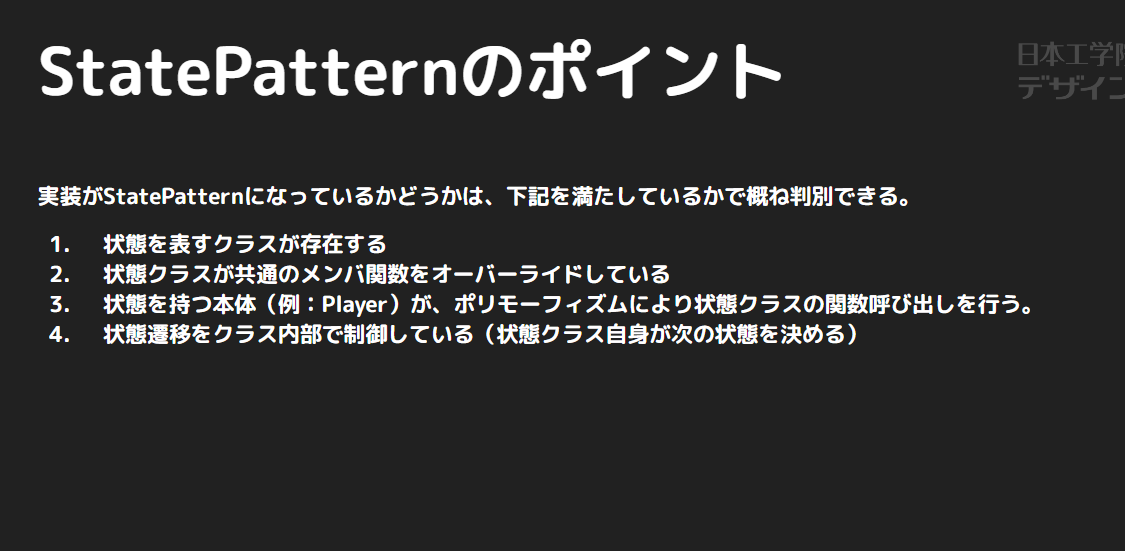 StatePatternのポイント
日本工学院
デザイン
実装がStatePatternになっているかどうかは、下記を満たしているかで概ね判別できる。
1. 状態を表すクラスが存在する
2. 状態クラスが共通のメンバ関数をオーバーライドしている
3. 状態を持つ本体（例：Player）が、ポリモーフィズムにより状態クラスの関数呼び出しを行う。
4. 状態遷移をクラス内部で制御している（状態クラス自身が次の状態を決める）